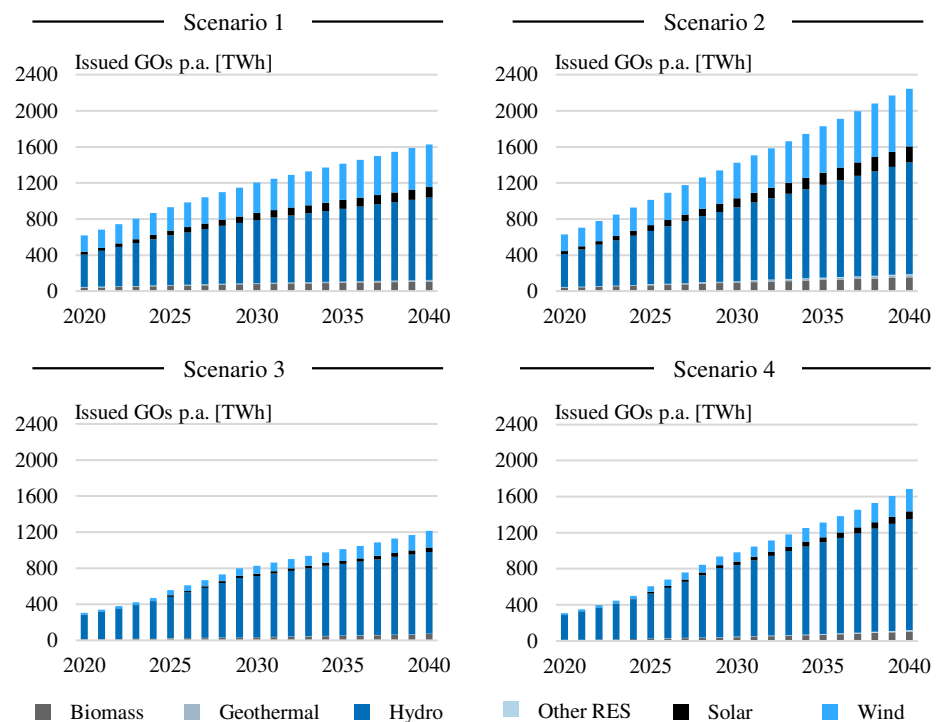 Scenario 1
Issued GOs p.a. [TWh]
2400
2000
1600
1200
800
400
0
2020 2025 2030 2035 2040
Scenario 2
Issued GOs p.a. [TWh]
2400
2000
1600
1200
800
400
0
2020 2025 2030 2035 2040
Scenario 3
Issued GOs p.a. [TWh]
2400
2000
1600
1200
800
400
0
2020 2025 2030 2035 2040
Scenario 4
Issued GOs p.a. [TWh]
2400
2000
1600
1200
800
400
0
2020 2025 2030 2035 2040
Biomass Geothermal Hydro Other RES Solar Wind